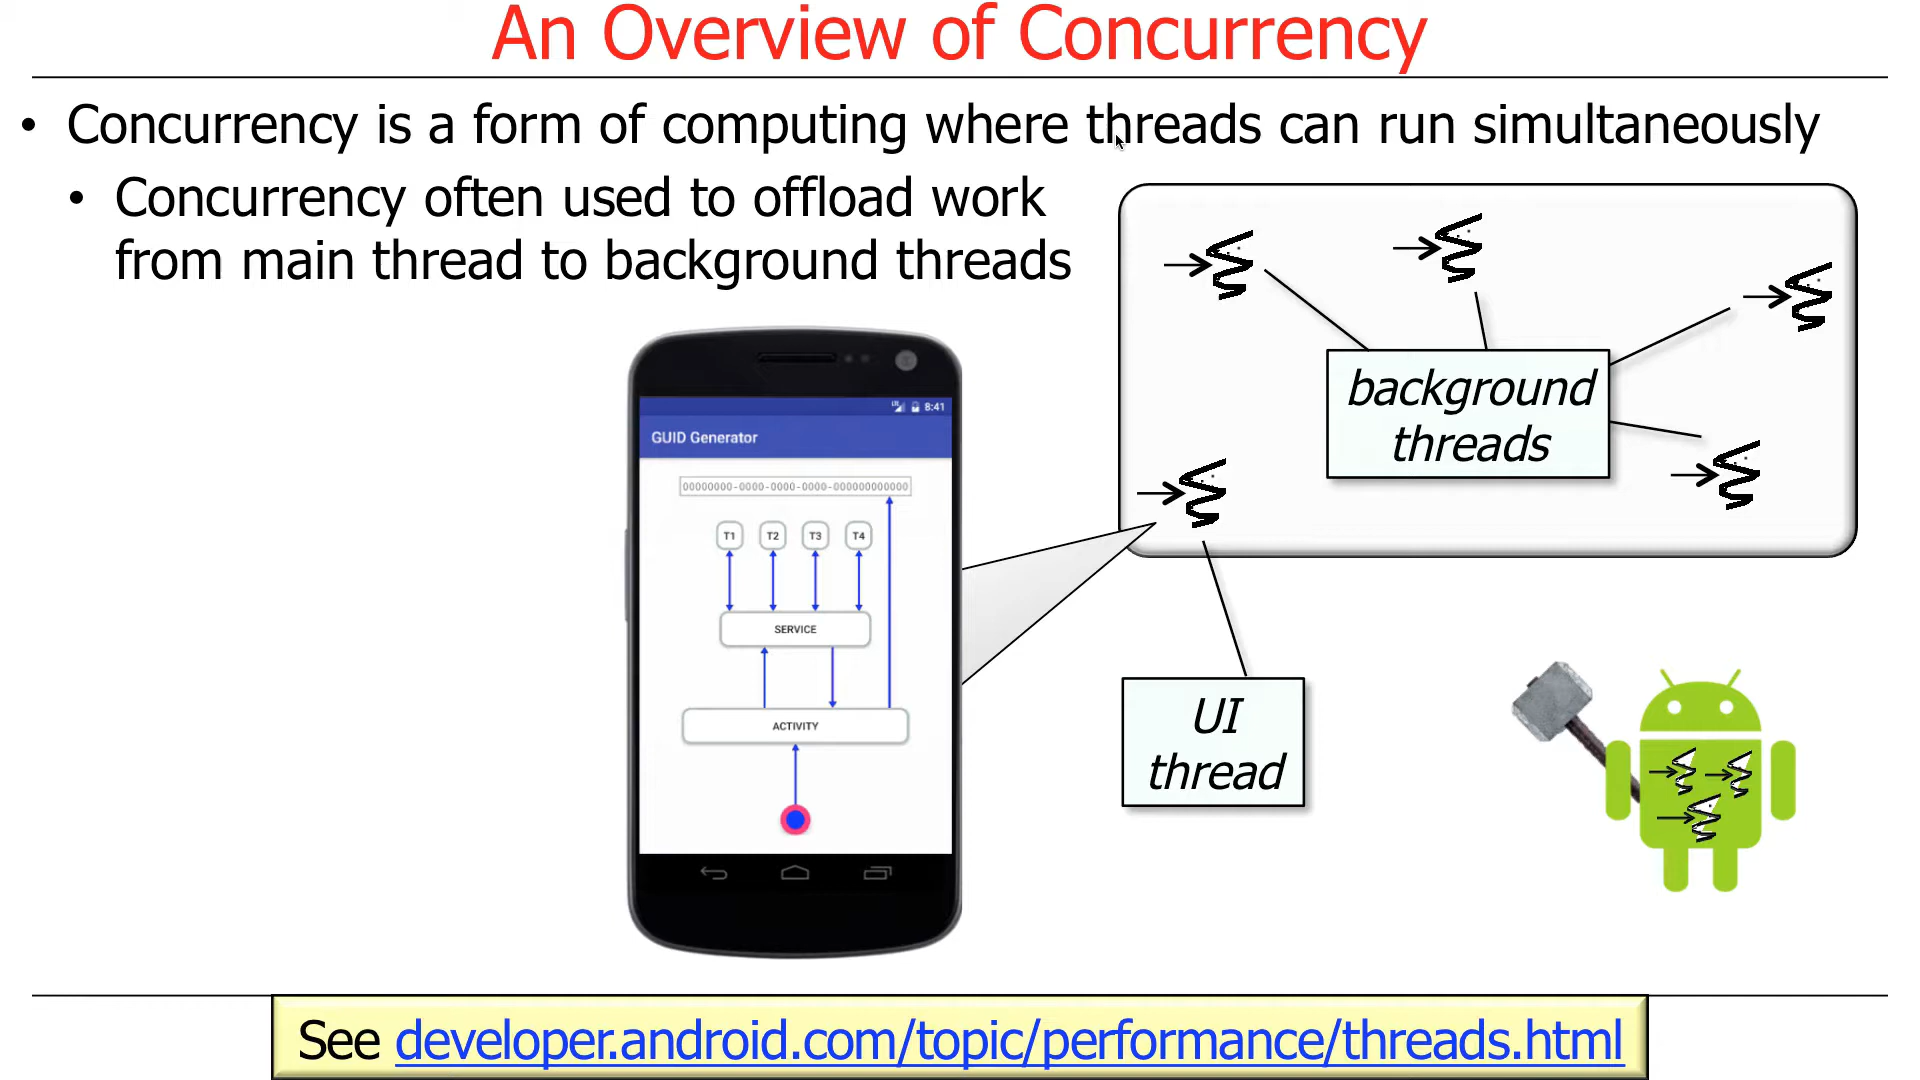 An Overview of Concurrency
• Concurrency is a form of computing where threads can run simultaneously
• Concurrency often used to offload work
from main thread to background threads
background
threads
UI
thread
LTE 8:41
GUID Generator
00000000-0000-0000-0000-000000000000
T1 T2 T3 T4
SERVICE
ACTIVITY
See developer.android.com/topic/performance/threads.html